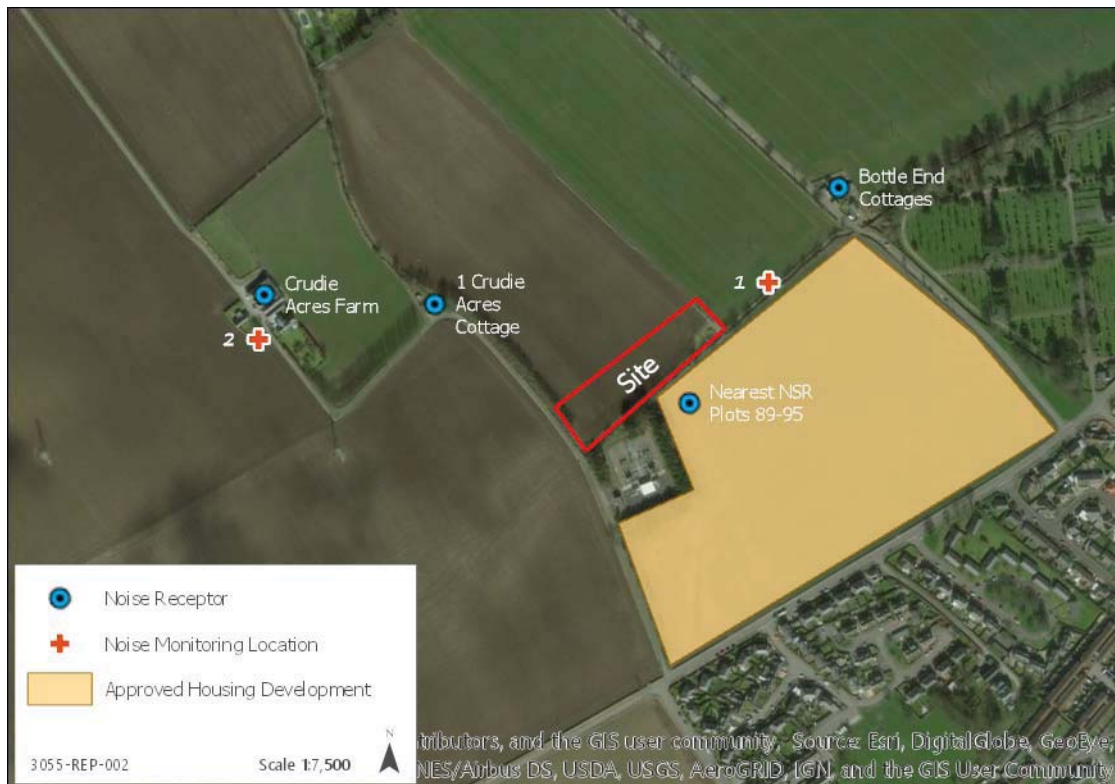 Bottle End
Cottages
1
Crudie
Acres Farm
1 Crudie
Acres
Cottage
2
Site
Nearest NSR
Plots 89-95
Noise Receptor
Noise Monitoring Location
Approved Housing Development
N
3055-REP-002
Scale 1:7,500
tributors, and the GIS user community, Source: Esri, DigitalGlobe, GeoEye,
NES/Airbus DS, USDA, USGS, AeroGRID, IGN, and the GIS User Community